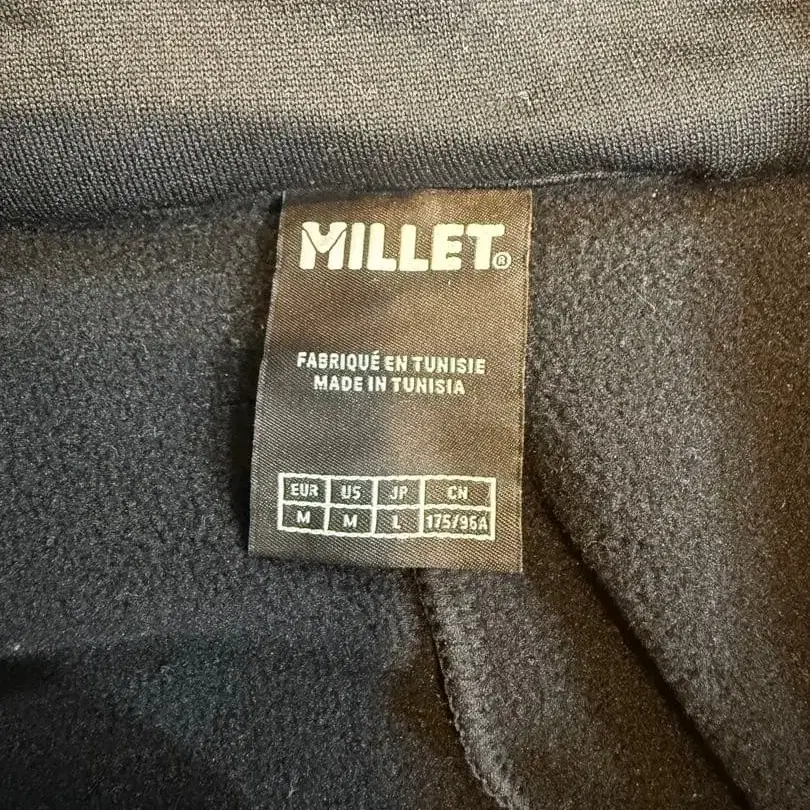 MILLET®
FABRIQUÉ EN TUNISIE
MADE IN TUNISIA
EUR US JP CN
M M L 175/96A